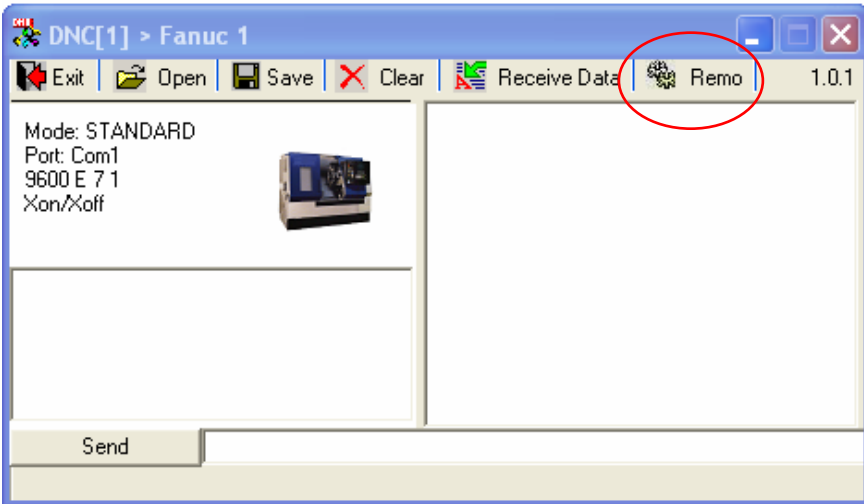 DNC[1] > Fanuc 1
Exit Open Save Clear Receive Data Remo 1.0.1
Mode: STANDARD
Port: Com1
9600 E 7 1
Xon/Xoff
Send